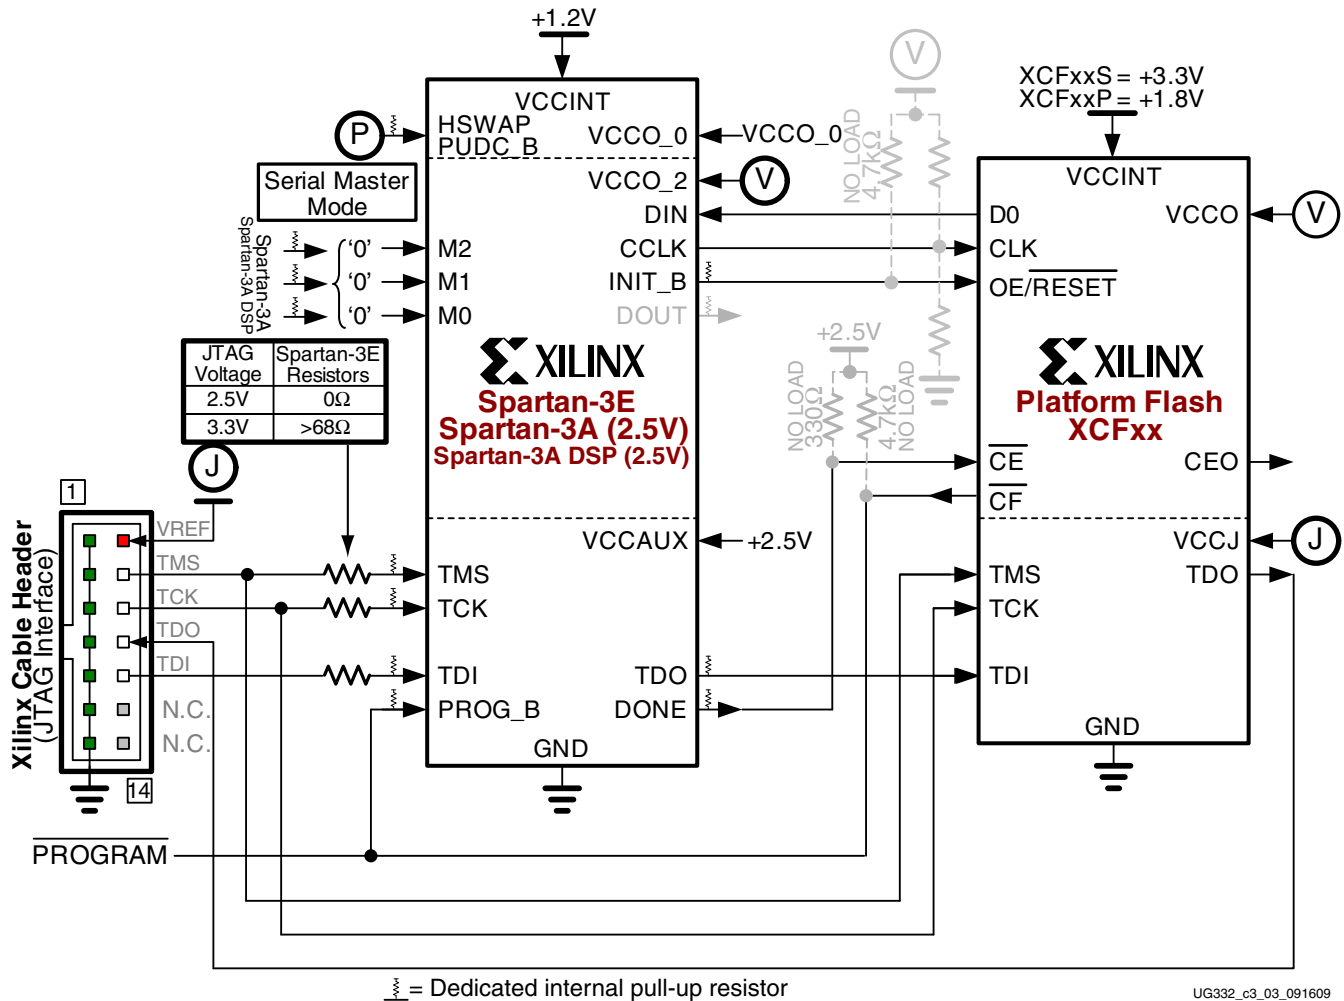 +1.2V
V
XCFxxS = +3.3V
XCFxxP = +1.8V
VCCINT
P
HSWAP
PUDC_B
VCCO_0
VCCO_0
NO LOAD
4.7kΩ
VCCINT
Serial Master
Mode
VCCO_2
V
DIN
D0
VCCO
V
Spartan-3A
Spartan-3A DSP
'0'
M2
CCLK
CLK
'0'
M1
INIT_B
OE/RESET
'0'
M0
DOUT
+2.5V
JTAG
Voltage
Spartan-3E
Resistors
2.5V
0Ω
3.3V
>68Ω
XILINX
Spartan-3E
Spartan-3A (2.5V)
Spartan-3A DSP (2.5V)
NO LOAD
330Ω
4.7kΩ
NO LOAD
XILINX
Platform Flash
XCFxx
J
CE
CEO
CF
1
Xilinx Cable Header
(JTAG Interface)
VREF
VCCAUX
+2.5V
VCCJ
J
TMS
TMS
TMS
TDO
TCK
TCK
TCK
TDO
TDI
TDI
TDO
TDI
N.C.
PROG_B
DONE
N.C.
GND
GND
14
PROGRAM
= Dedicated internal pull-up resistor
UG332_c3_03_091609